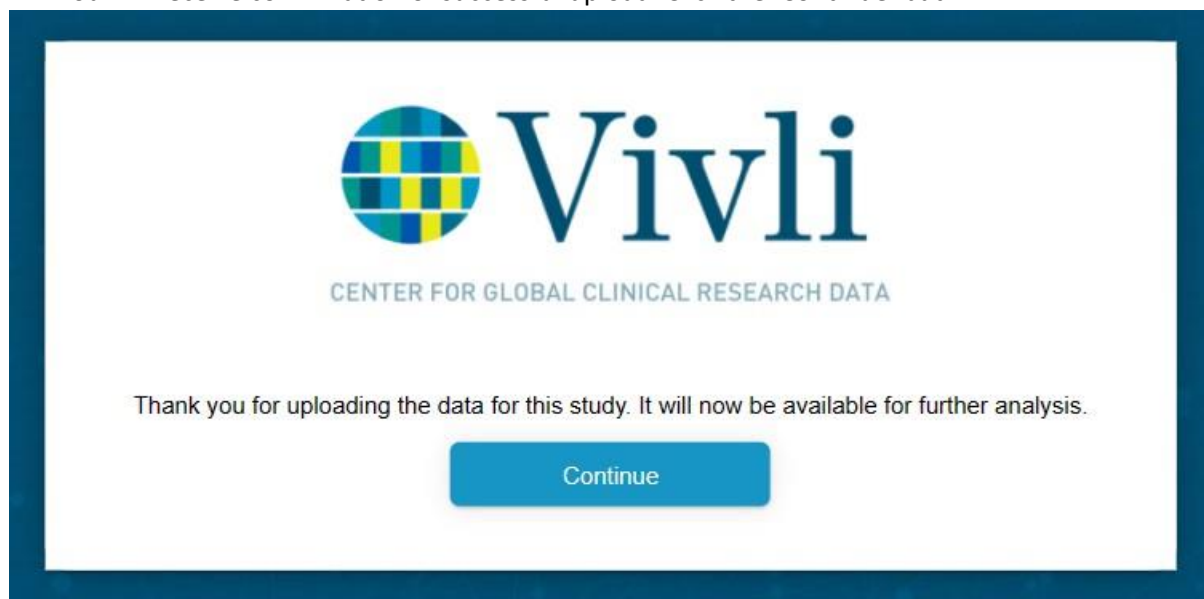 Vivli
CENTER FOR GLOBAL CLINICAL RESEARCH DATA
Thank you for uploading the data for this study. It will now be available for further analysis.
Continue